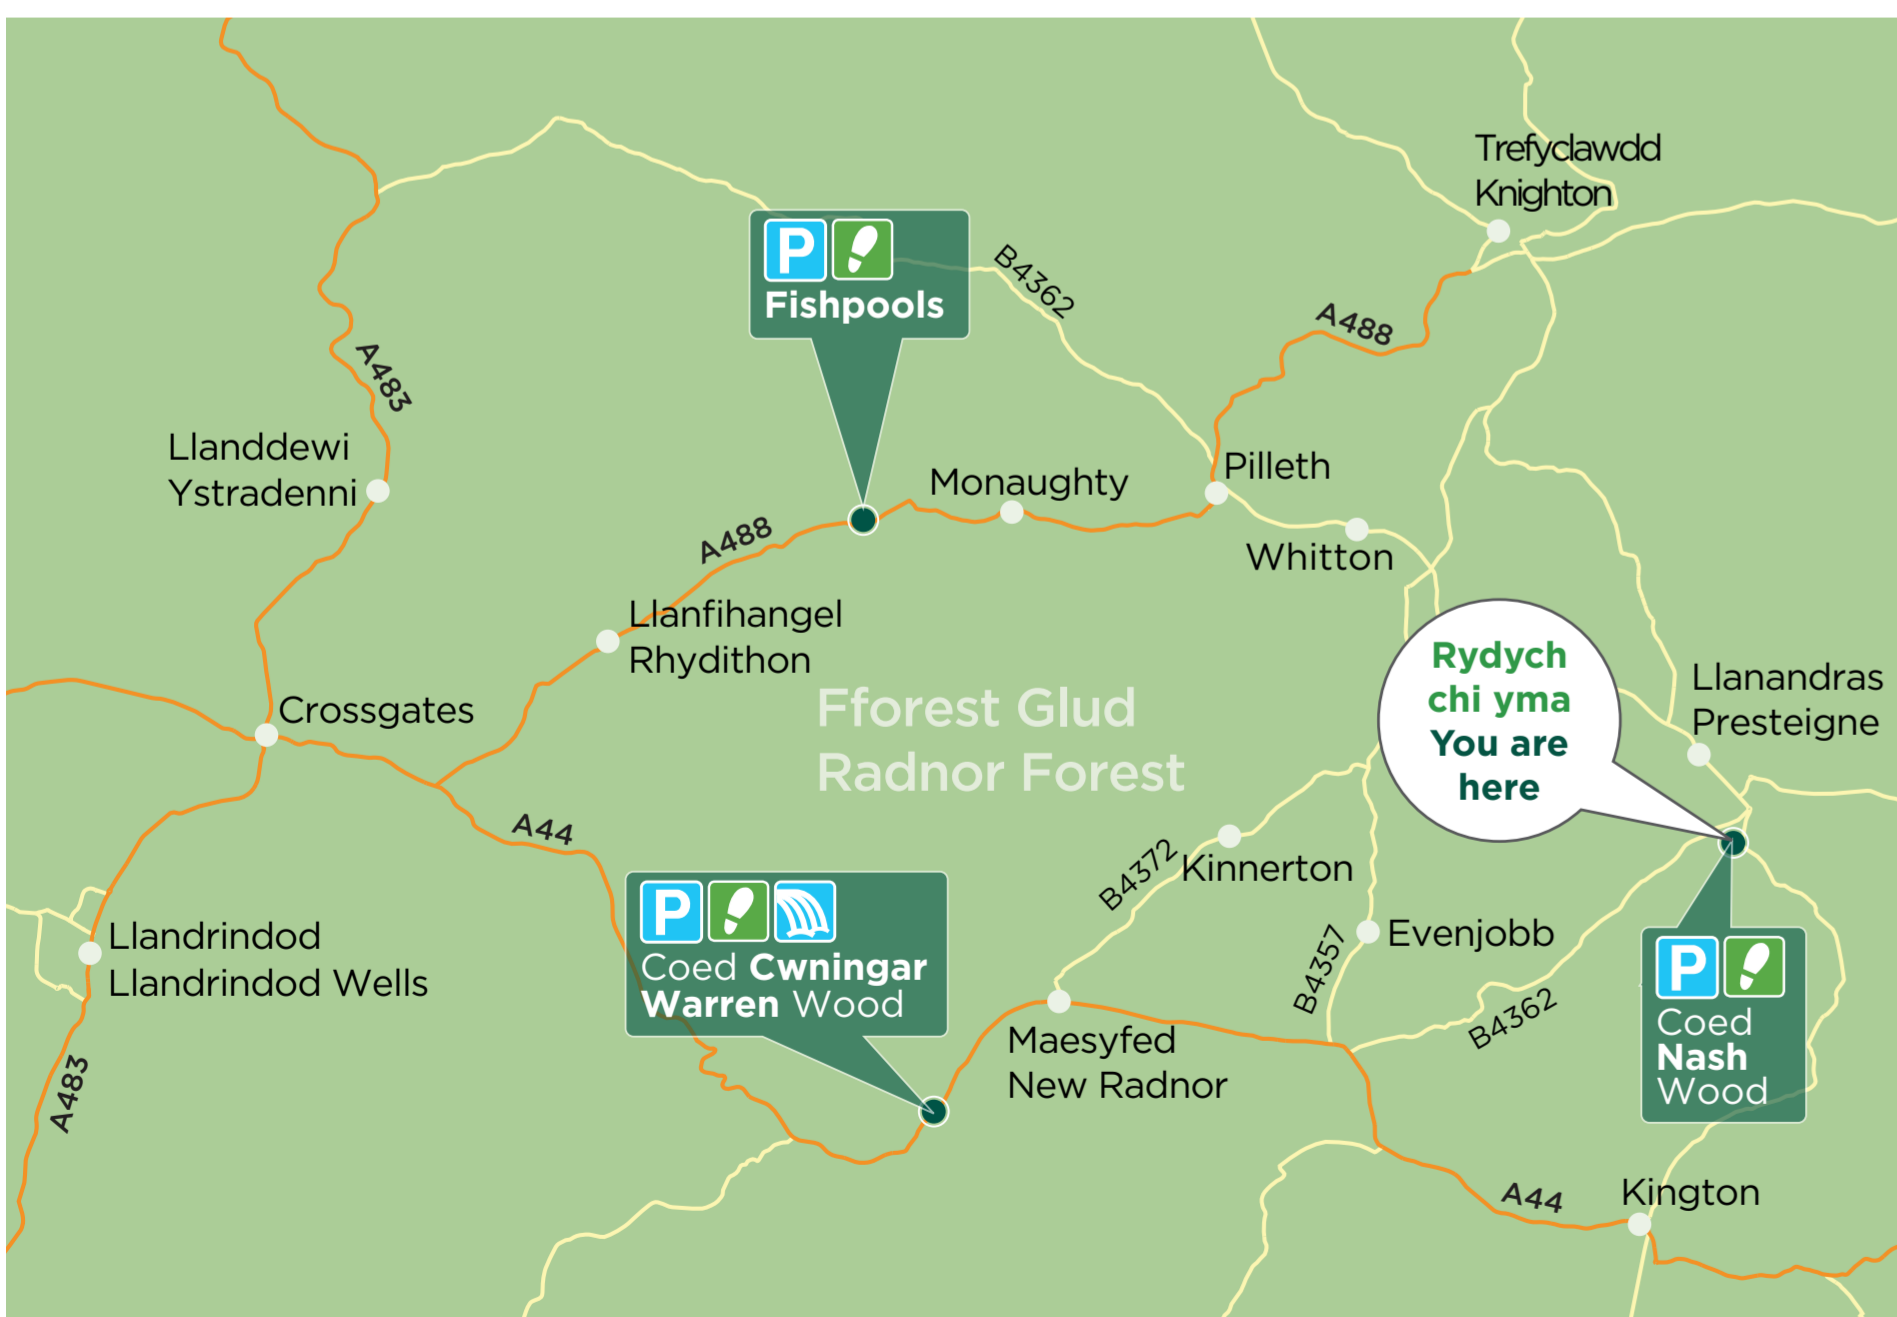 Trefyclawdd
Knighton
P
Fishpools
B4362
A488
A483
Llanddewi
Ystradenni
Monaughty
Pilleth
A488
Whitton
Llanfihangel
Rhydithon
Rydych
chi yma
You are
here
Llanandras
Presteigne
Crossgates
Fforest Glud
Radnor Forest
A44
B4372
Kinnerton
P
Coed Cwningar
Warren Wood
Llandrindod
Llandrindod Wells
B4357
Evenjobb
P
Coed
Nash
Wood
B4362
Maesyfed
New Radnor
A483
A44
Kington